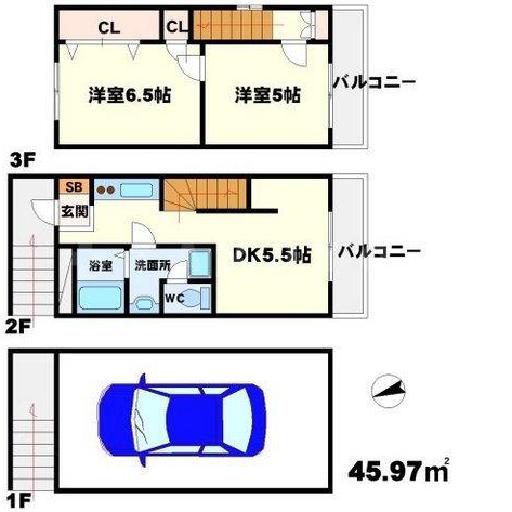 CL
CL
洋室6.5帖
洋室5帖
バルコニー
3F
SB
玄関
浴室
洗面所
WC
DK5.5帖
バルコニー
2F
45.97㎡
1F